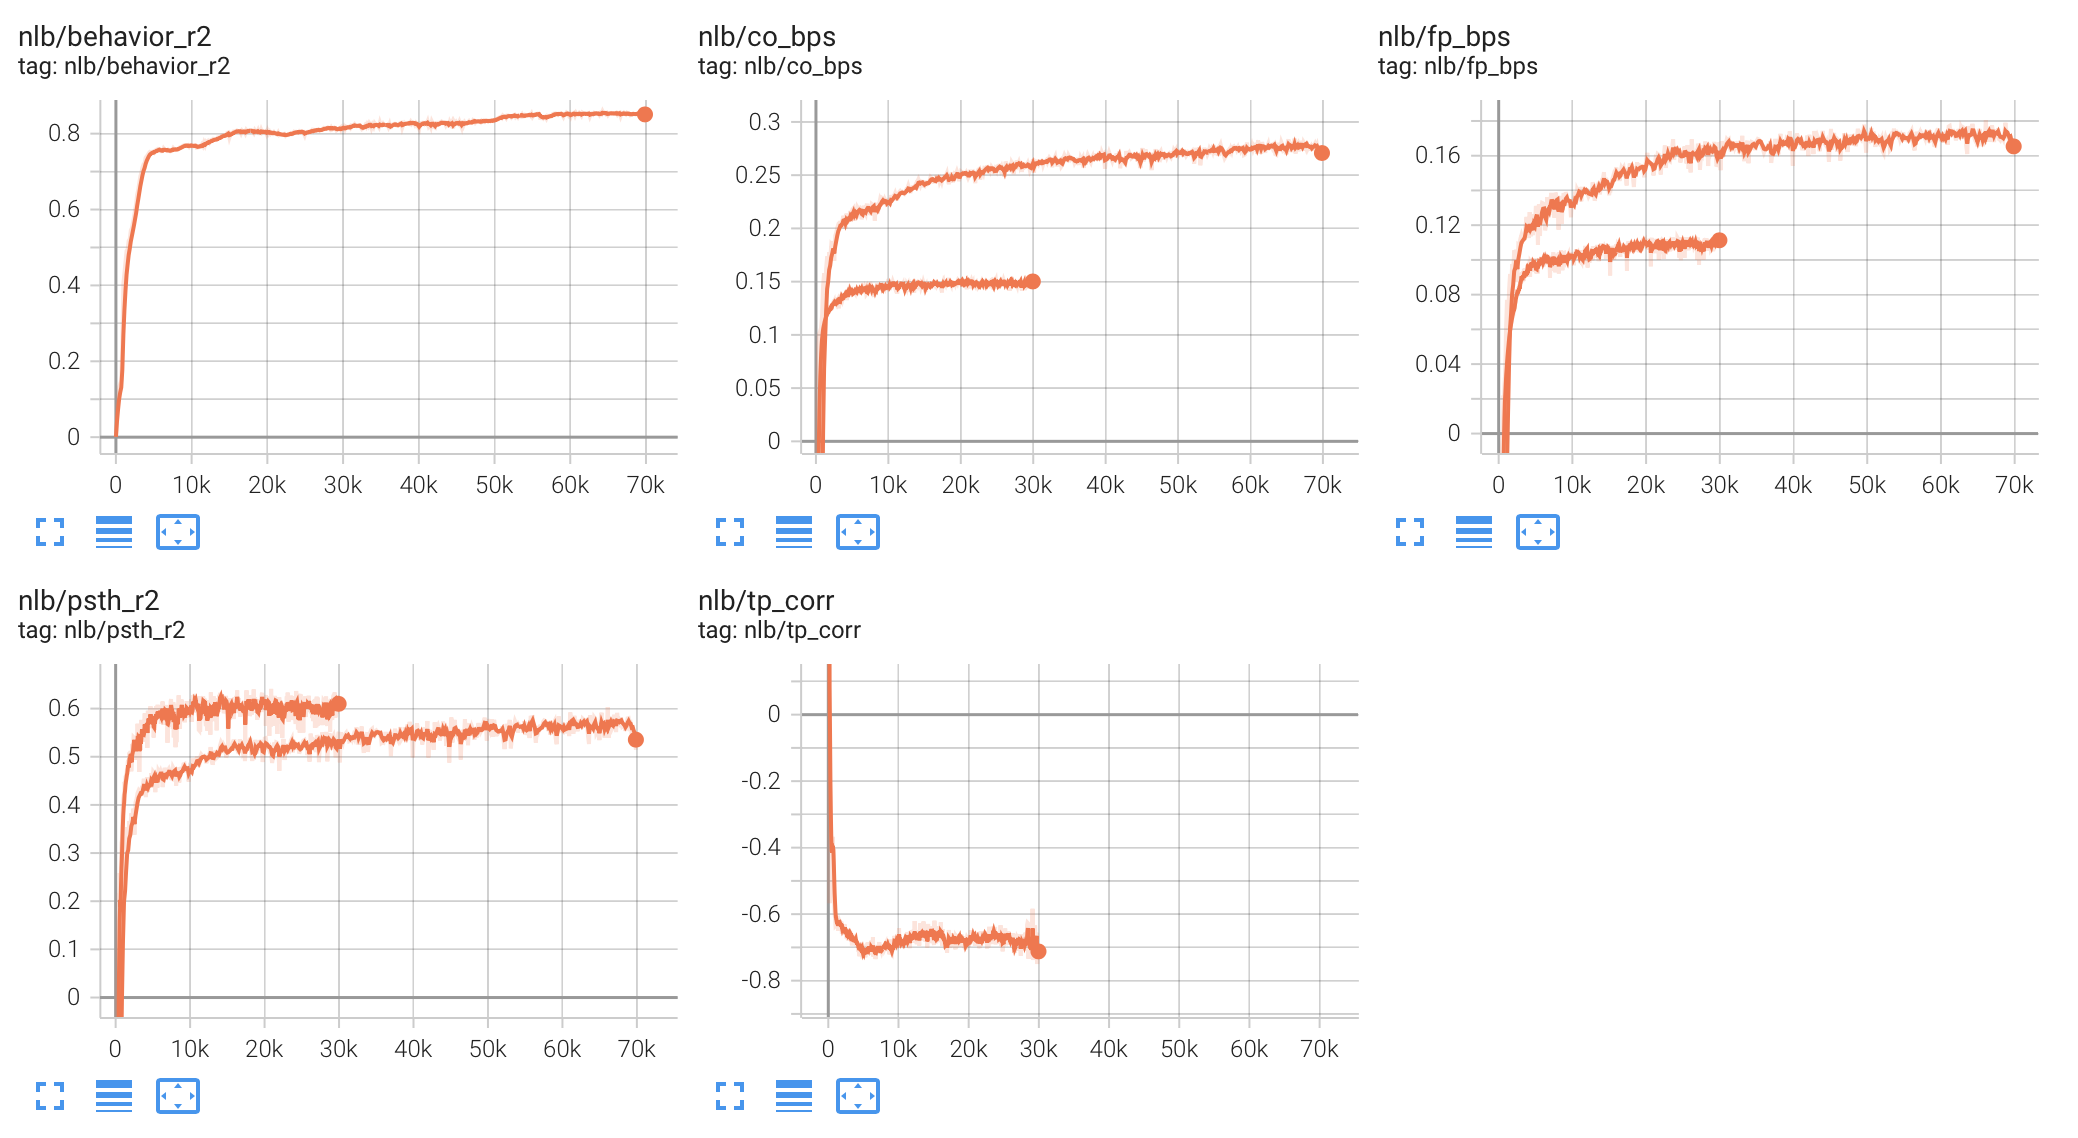 nlb/behavior_r2
tag: nlb/behavior_r2
0.8
0.6
0.4
0.2
0
0 10k 20k 30k 40k 50k 60k 70k
nlb/co_bps
tag: nlb/co_bps
0.3
0.25
0.2
0.15
0.1
0.05
0
0 10k 20k 30k 40k 50k 60k 70k
nlb/fp_bps
tag: nlb/fp_bps
0.16
0.12
0.08
0.04
0
0 10k 20k 30k 40k 50k 60k 70k
nlb/psth_r2
tag: nlb/psth_r2
0.6
0.5
0.4
0.3
0.2
0.1
0
0 10k 20k 30k 40k 50k 60k 70k
nlb/tp_corr
tag: nlb/tp_corr
0
-0.2
-0.4
-0.6
-0.8
0 10k 20k 30k 40k 50k 60k 70k